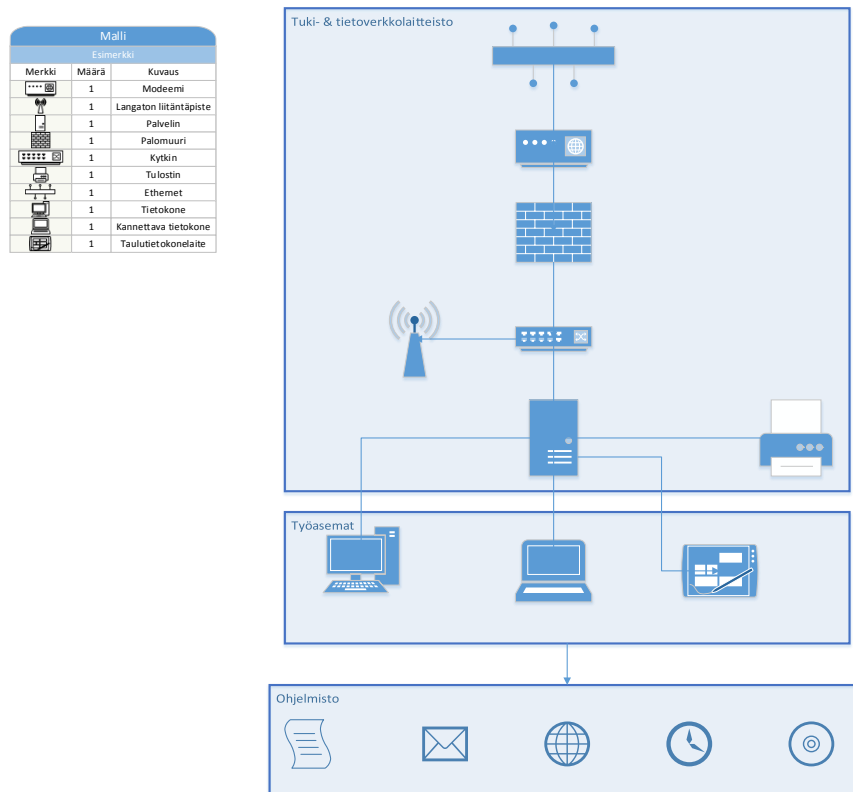 Malli
Esimerkki
Merkki Määrä Kuvaus
1 Modeemi
1 Langaton liitäntäpiste
1 Palvelin
1 Palomuuri
1 Kytkin
1 Tulostin
1 Ethernet
1 Tietokone
1 Kannettava tietokone
1 Taulutietokonelaite
Tuki- & tietoverkkolaitteisto
Työasemat
Ohjelmisto